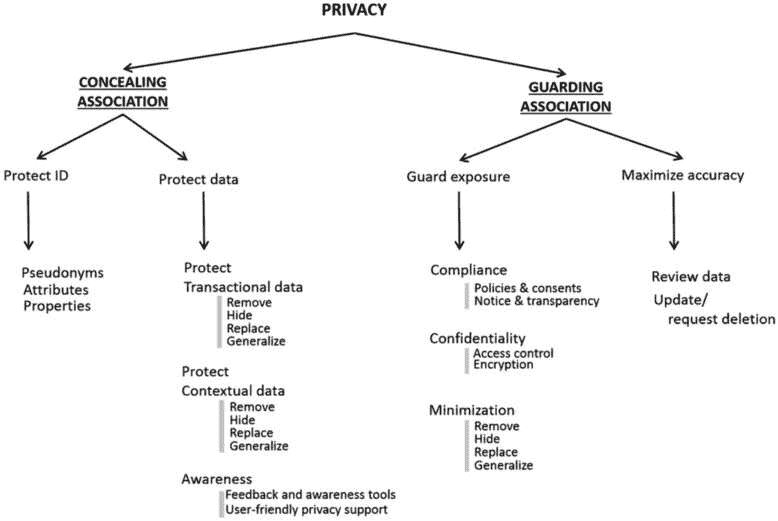 PRIVACY
CONCEALING
ASSOCIATION
GUARDING
ASSOCIATION
Protect ID
Protect data
Guard exposure
Maximize accuracy
Pseudonyms
Attributes
Properties
Protect
Transactional data
Remove
Hide
Replace
Generalize
Protect
Contextual data
Remove
Hide
Replace
Generalize
Awareness
Feedback and awareness tools
User-friendly privacy support
Compliance
Policies & consents
Notice & transparency
Confidentiality
Access control
Encryption
Minimization
Remove
Hide
Replace
Generalize
Review data
Update/
request deletion